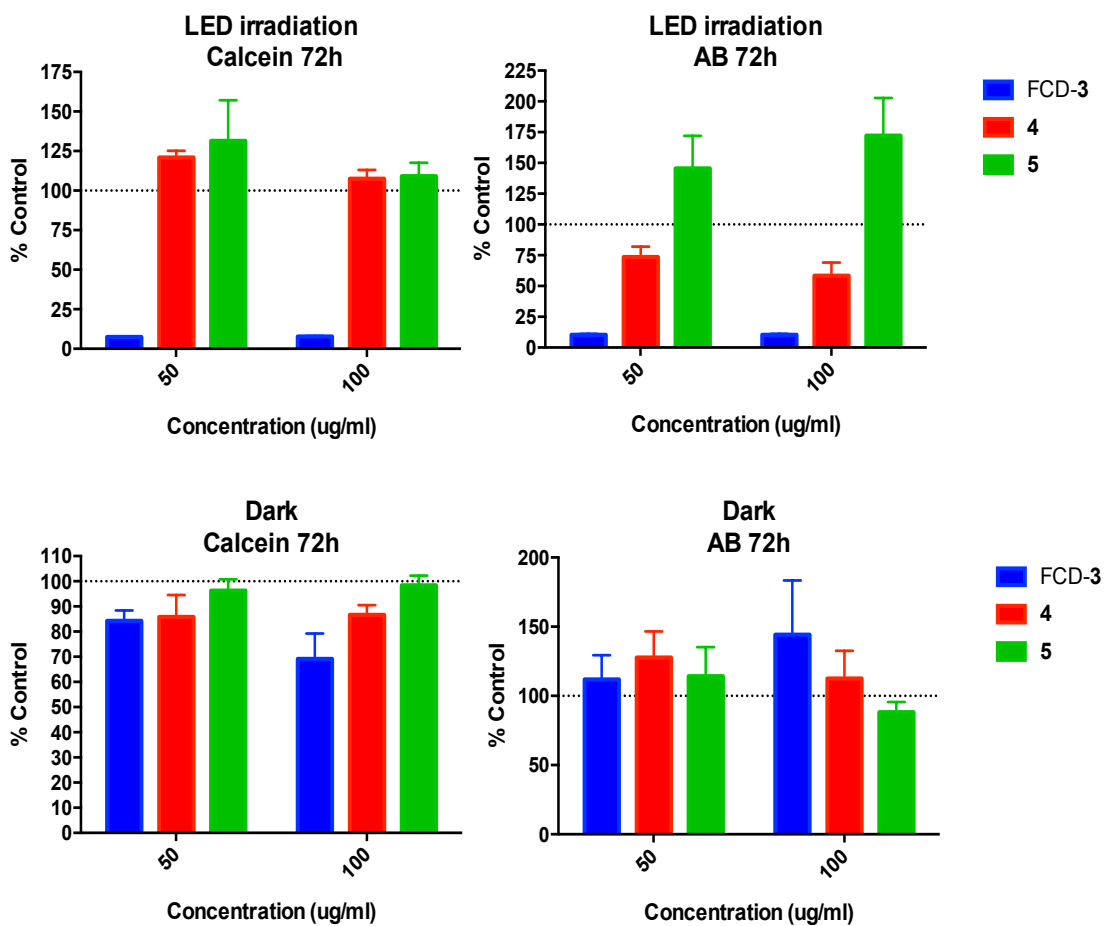 LED irradiation
Calcein 72h
% Control
175
150
125
100
75
50
25
0
50
100
Concentration (ug/ml)
LED irradiation
AB 72h
% Control
225
200
175
150
125
100
75
50
25
0
50
100
Concentration (ug/ml)
FCD-3
4
5
Dark
Calcein 72h
% Control
110
100
90
80
70
60
50
40
30
20
10
0
50
100
Concentration (ug/ml)
Dark
AB 72h
% Control
200
150
100
50
0
50
100
Concentration (ug/ml)
FCD-3
4
5